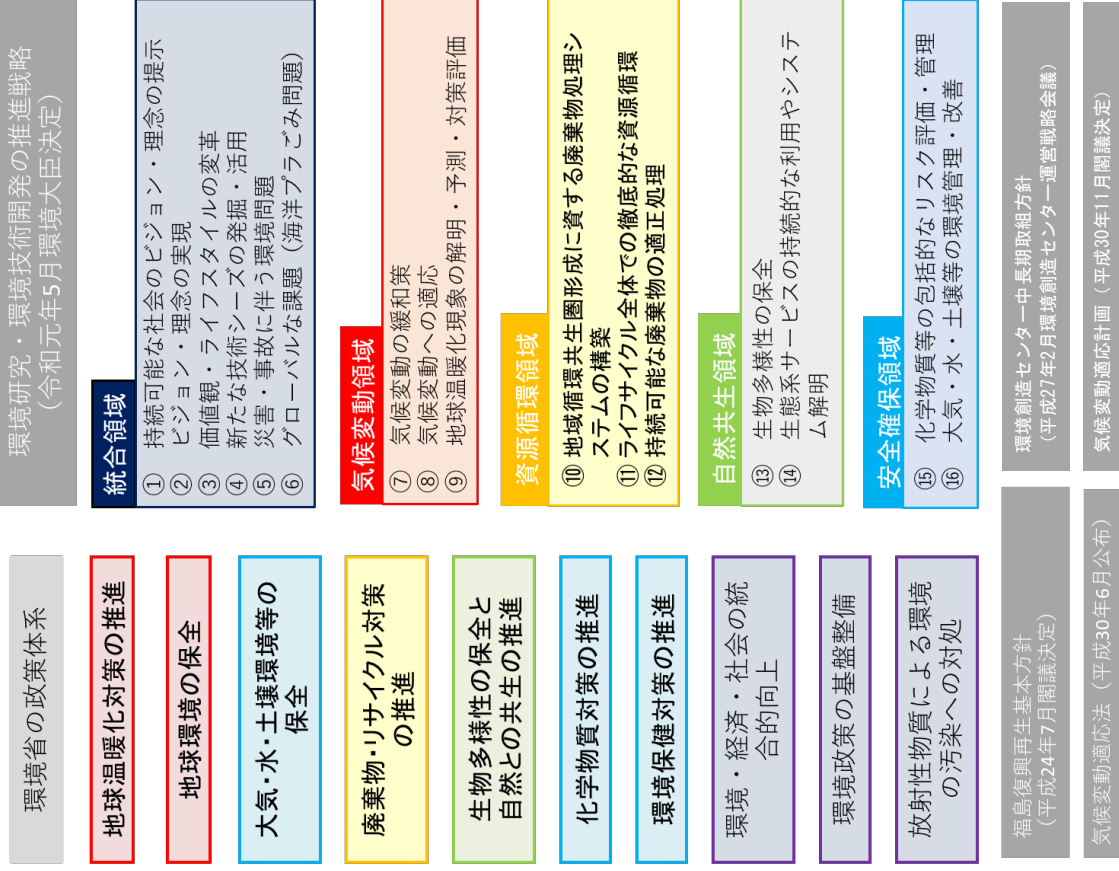 環境省の政策体系
地球温暖化対策の推進
地球環境の保全
大気・水・土壌環境等の
保全
廃棄物・リサイクル対策
の推進
生物多様性の保全と
自然との共生の推進
化学物質対策の推進
環境保健対策の推進
環境・経済・社会の統
合的向上
環境政策の基盤整備
放射性物質による環境
の汚染への対処
福島復興再生基本方針
（平成24年7月閣議決定）
気候変動適応法（平成30年6月公布）
環境研究・環境技術開発の推進戦略
（令和元年5月環境大臣決定）
統合領域
① 持続可能な社会のビジョン・理念の提示
② ビジョン・理念の実現
③ 価値観・ライフスタイルの変革
④ 新たな技術シーズの発掘・活用
⑤ 災害・事故に伴う環境問題
⑥ グローバルな課題（海洋プラごみ問題）
気候変動領域
⑦ 気候変動の緩和策
⑧ 気候変動への適応
⑨ 地球温暖化現象の解明・予測・対策評価
資源循環領域
⑩ 地域循環共生圏形成に資する廃棄物処理シ
ステムの構築
⑪ ライフサイクル全体での徹底的な資源循環
⑫ 持続可能な廃棄物の適正処理
自然共生領域
⑬ 生物多様性の保全
⑭ 生態系サービスの持続的な利用やシステ
ム解明
安全確保領域
⑮ 化学物質等の包括的なリスク評価・管理
⑯ 大気・水・土壌等の環境管理・改善
環境創造センター中長期取組方針
（平成27年2月環境創造センター運営戦略会議）
気候変動適応計画（平成30年11月閣議決定）